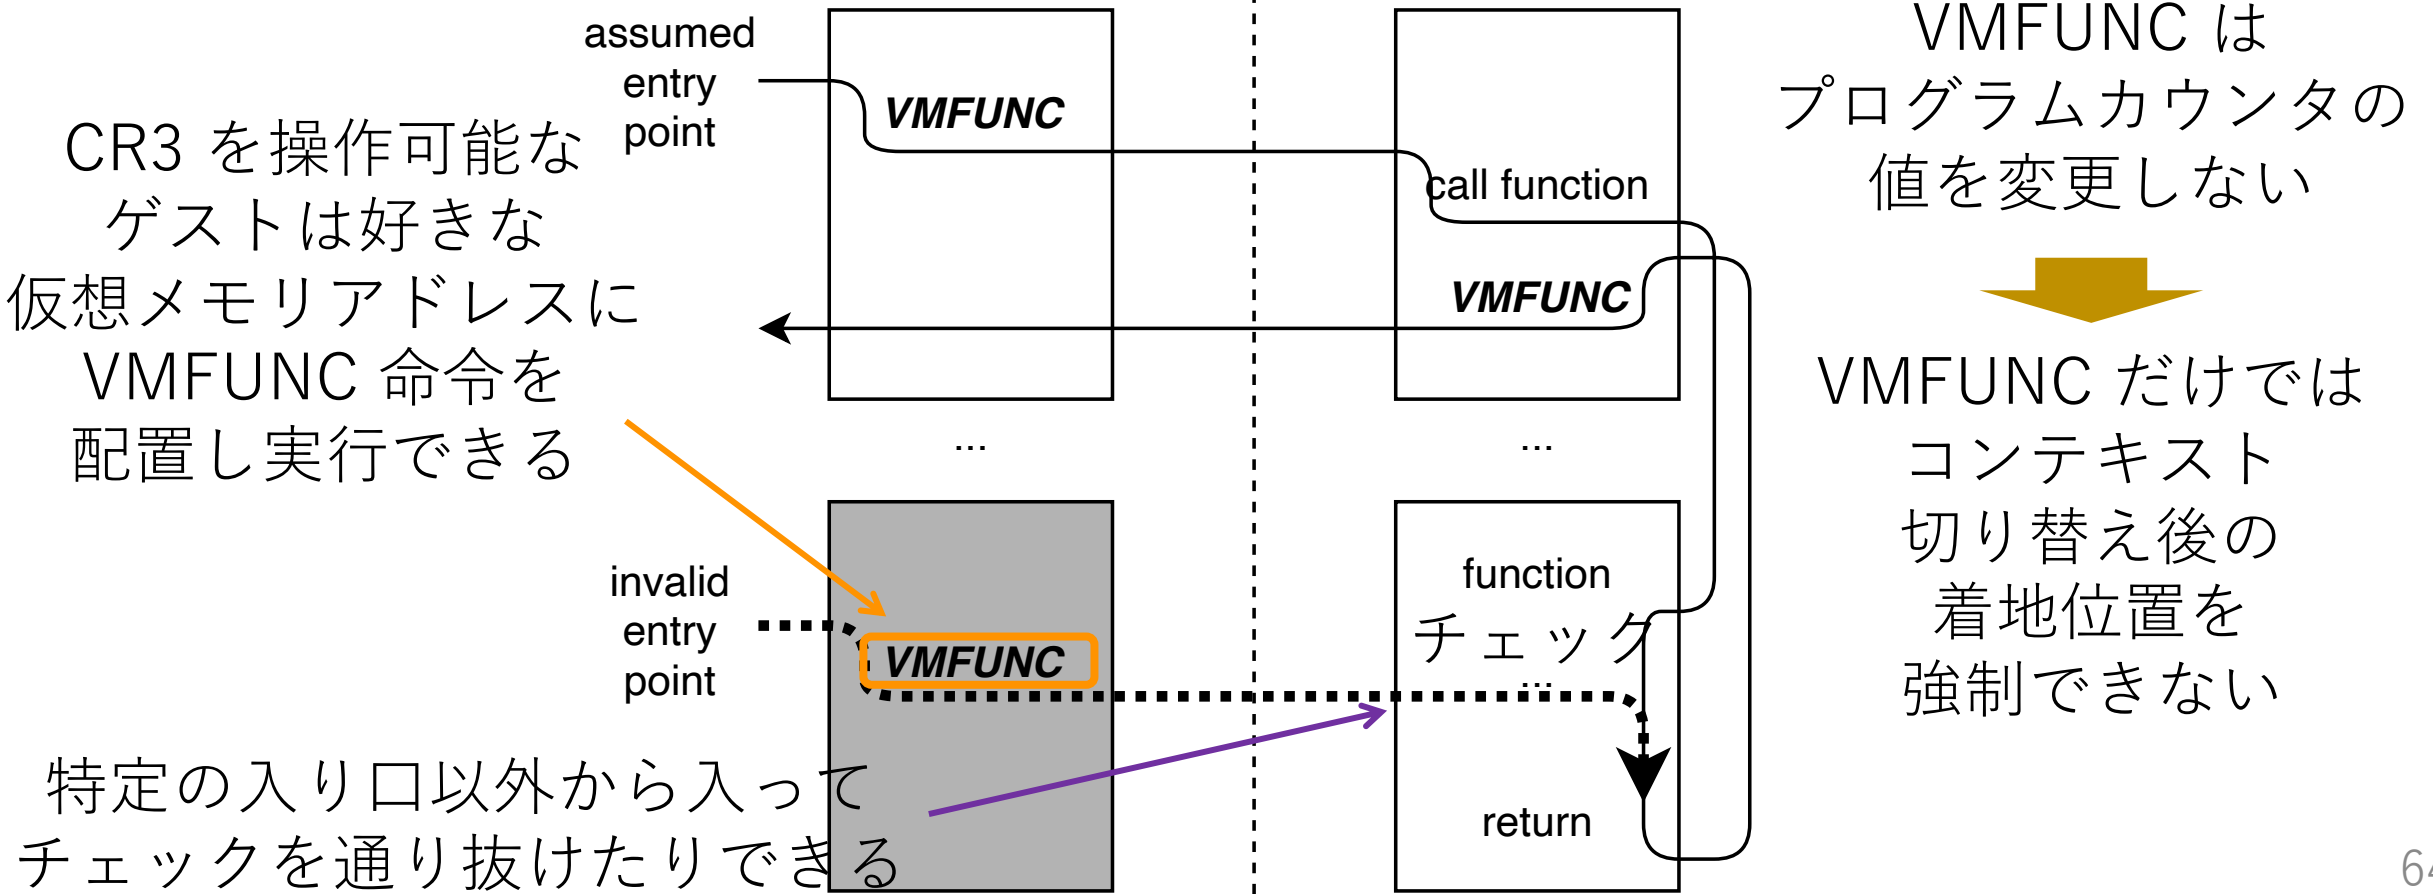 assumed
entry
point
VMFUNC
call function
VMFUNC
CR3 を操作可能な
ゲストは好きな
仮想メモリアドレスに
VMFUNC 命令を
配置し実行できる
VMFUNC は
プログラムカウンタの
値を変更しない
VMFUNC だけでは
コンテキスト
切り替え後の
着地位置を
強制できない
...
...
invalid
entry
point
VMFUNC
function
チェック
...
return
特定の入り口以外から入って
チェックを通り抜けたりできる
64